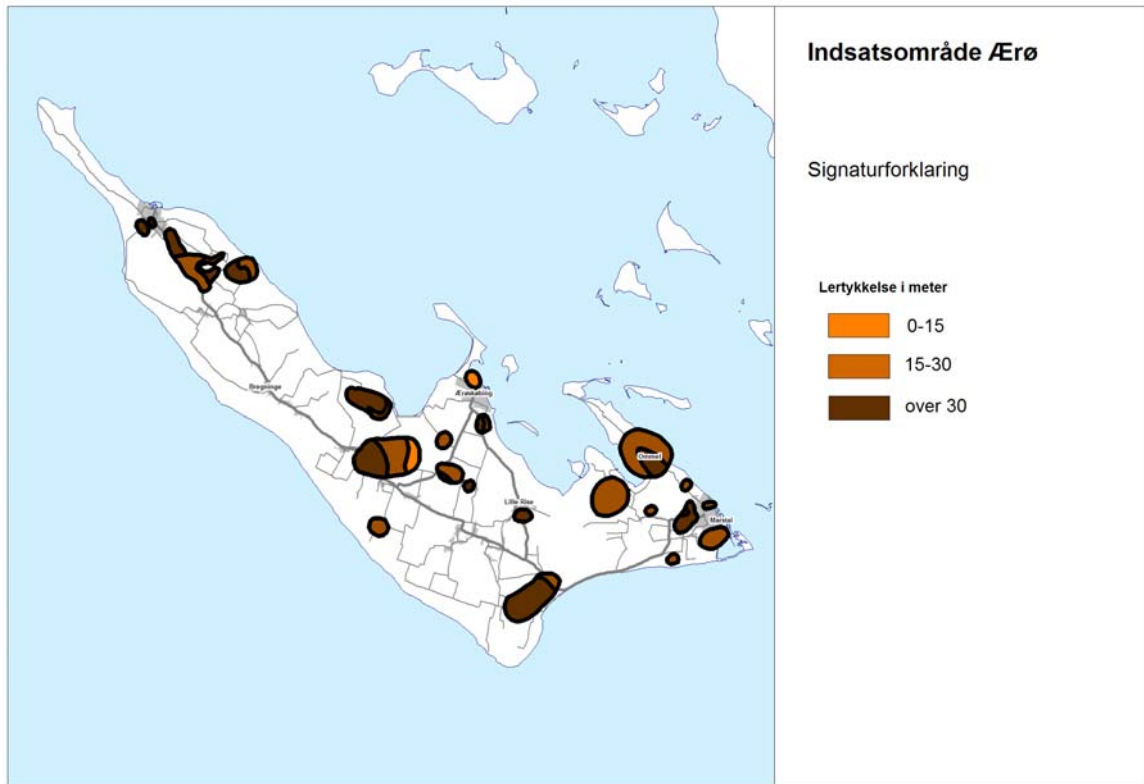 Indsatsområde Ærø
Signaturforklaring
Lertykkelse i meter
0-15
15-30
over 30
Bregninge
Ærøskøbing
Ommel
Lille Rise
Marstal